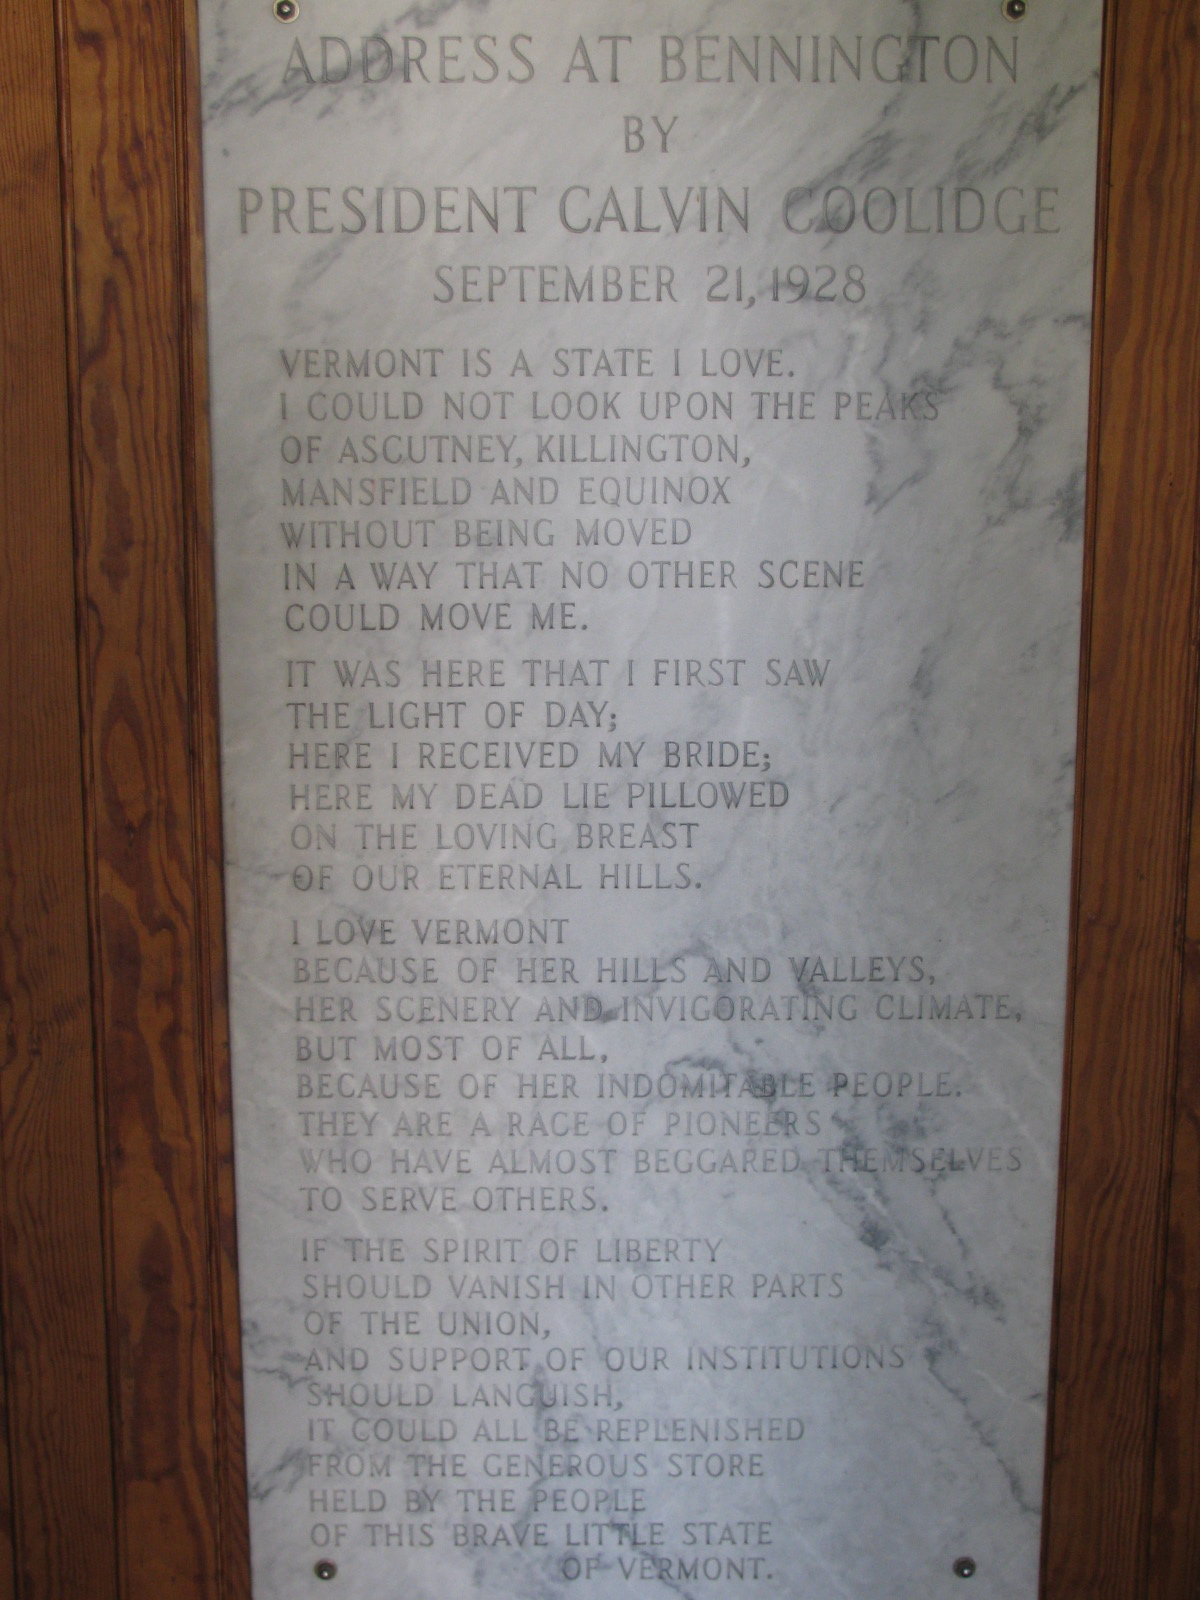 ADDRESS AT BENNINGTON
BY
PRESIDENT CALVIN COOLIDGE
SEPTEMBER 21, 1928
VERMONT IS A STATE I LOVE.
I COULD NOT LOOK UPON THE PEAKS
OF ASCUTNEY, KILLINGTON,
MANSFIELD AND EQUINOX
WITHOUT BEING MOVED
IN A WAY THAT NO OTHER SCENE
COULD MOVE ME.
IT WAS HERE THAT I FIRST SAW
THE LIGHT OF DAY;
HERE I RECEIVED MY BRIDE;
HERE MY DEAD LIE PILLOWED
ON THE LOVING BREAST
OF OUR ETERNAL HILLS.
I LOVE VERMONT
BECAUSE OF HER HILLS AND VALLEYS,
HER SCENERY AND INVIGORATING CLIMATE,
BUT MOST OF ALL,
BECAUSE OF HER INDOMITABLE PEOPLE.
THEY ARE A RACE OF PIONEERS
WHO HAVE ALMOST BEGGARED THEMSELVES
TO SERVE OTHERS.
IF THE SPIRIT OF LIBERTY
SHOULD VANISH IN OTHER PARTS
OF THE UNION,
AND SUPPORT OF OUR INSTITUTIONS
SHOULD LANGUISH,
IT COULD ALL BE REPLENISHED
FROM THE GENEROUS STORE
HELD BY THE PEOPLE
OF THIS BRAVE LITTLE STATE
OF VERMONT.